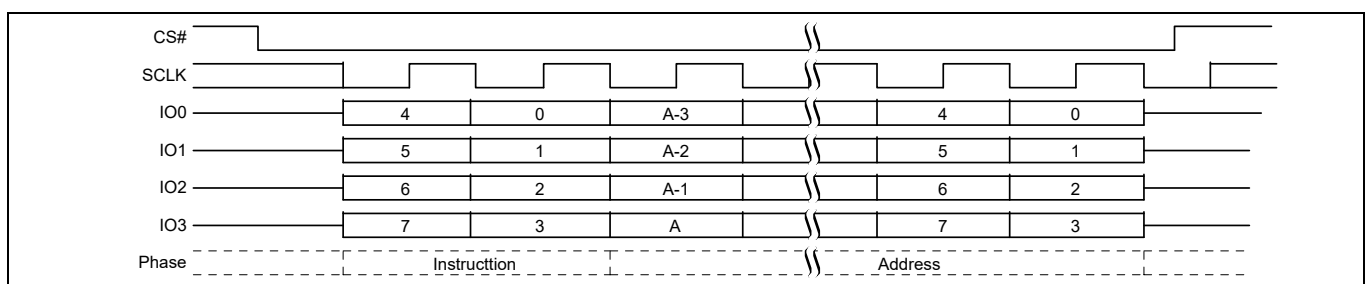 CS#
SCLK
IO0 4 0 A-3 4 0
IO1 5 1 A-2 5 1
IO2 6 2 A-1 6 2
IO3 7 3 A 7 3
Phase Instructtion Address